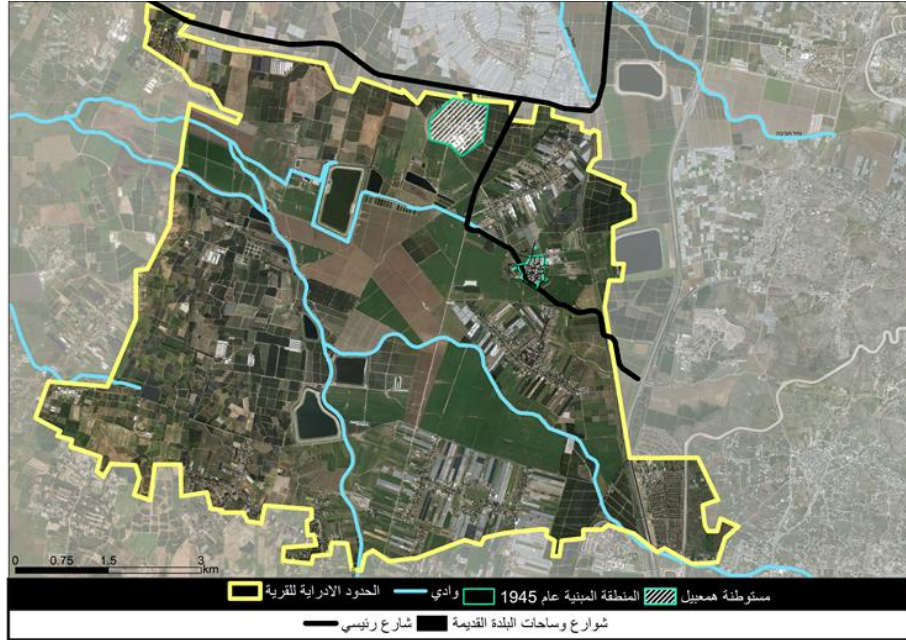 0 0.75 1.5 3
km
الحدود الادراية للقرية وادي المنطقة المبنية عام 1945 مستوطنة همعبيل
شارع رئيسي شوارع وساحات البلدة القديمة